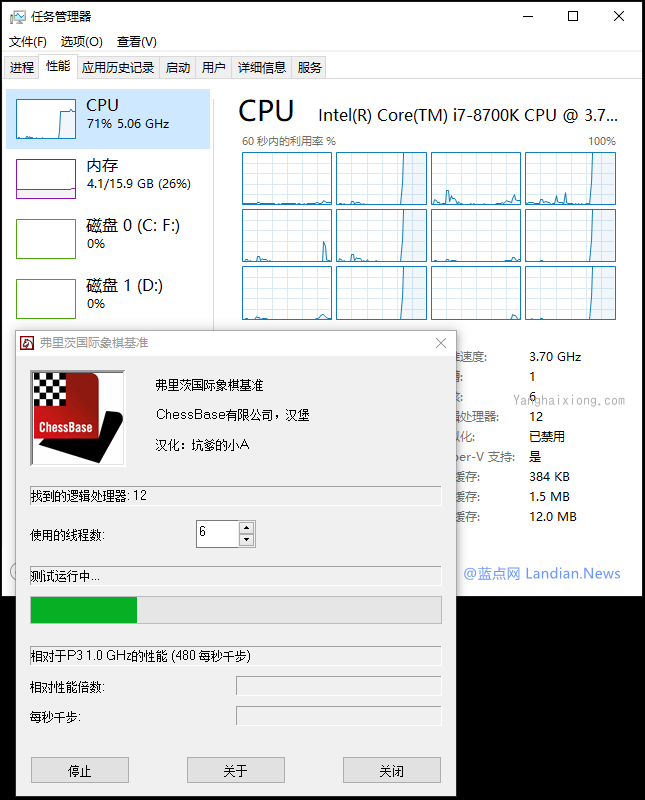 任务管理器
文件(F) 选项(O) 查看(V)
进程 性能 应用历史记录 启动 用户 详细信息 服务
CPU
71% 5.06 GHz
内存
4.1/15.9 GB (26%)
磁盘 0 (C: F:)
0%
磁盘 1 (D:)
0%
CPU Intel(R) Core(TM) i7-8700K CPU @ 3.7...
60 秒内的利用率 % 100%
速度: 3.70 GHz
1
6
Yanghaixiong.com
处理器: 12
化: 已禁用
per-V 支持: 是
缓存: 384 KB
缓存: 1.5 MB
缓存: 12.0 MB
@蓝点网 Landian.News
弗里茨国际象棋基准
ChessBase
弗里茨国际象棋基准
ChessBase有限公司，汉堡
汉化：坑爹的小A
找到的逻辑处理器: 12
使用的线程数: 6
测试运行中...
相对于P3 1.0 GHz的性能 (480 每秒千步)
相对性能倍数:
每秒千步:
停止 关于 关闭